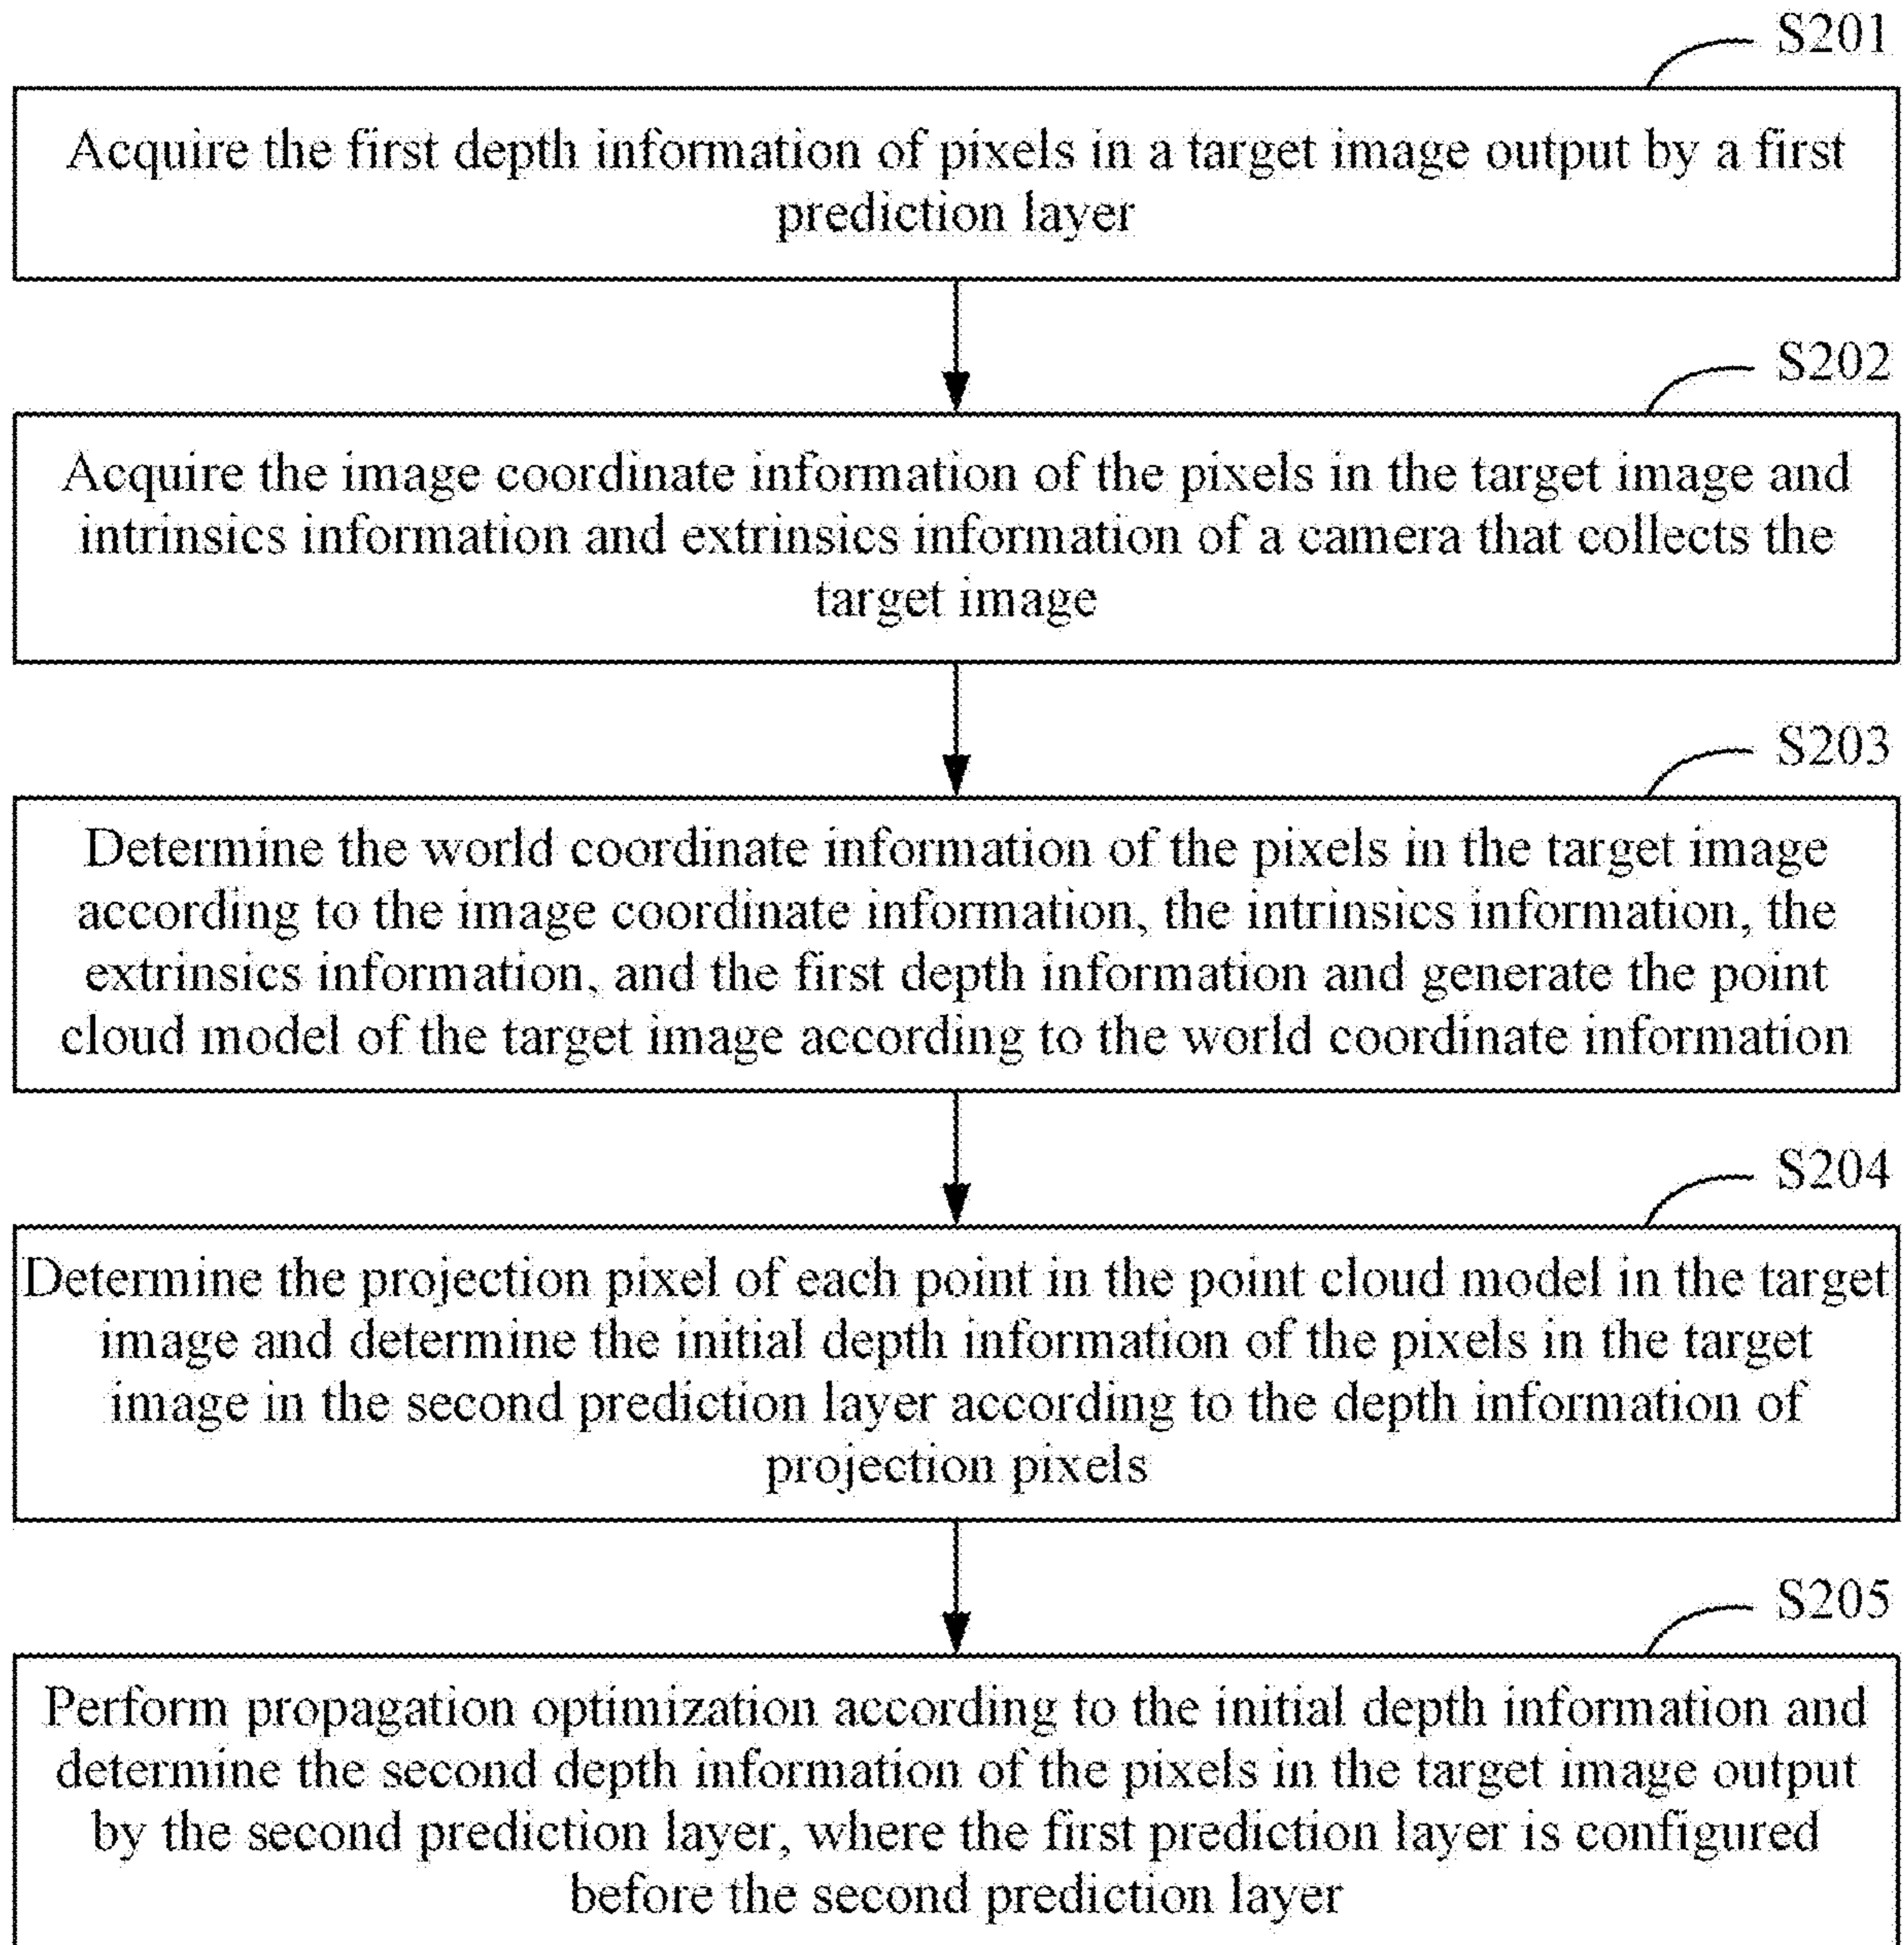 S201
Acquire the first depth information of pixels in a target image output by a first
prediction layer
S202
Acquire the image coordinate information of the pixels in the target image and
intrinsics information and extrinsics information of a camera that collects the
target image
S203
Determine the world coordinate information of the pixels in the target image
according to the image coordinate information, the intrinsics information, the
extrinsics information, and the first depth information and generate the point
cloud model of the target image according to the world coordinate information
S204
Determine the projection pixel of each point in the point cloud model in the target
image and determine the initial depth information of the pixels in the target
image in the second prediction layer according to the depth information of
projection pixels
S205
Perform propagation optimization according to the initial depth information and
determine the second depth information of the pixels in the target image output
by the second prediction layer, where the first prediction layer is configured
before the second prediction layer